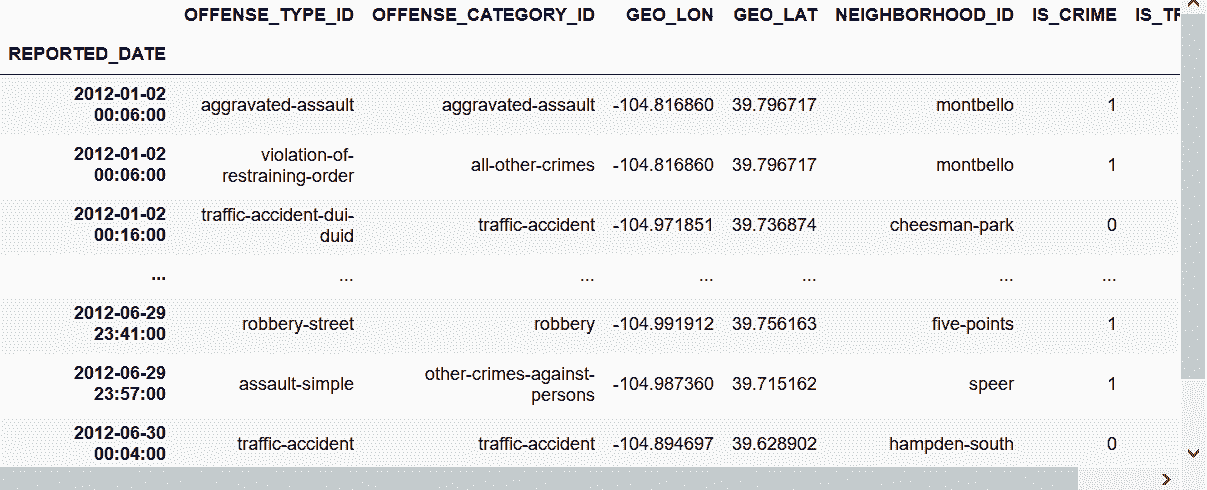 OFFENSE_TYPE_ID OFFENSE_CATEGORY_ID GEO_LON GEO_LAT NEIGHBORHOOD_ID IS_CRIME IS_TR
REPORTED_DATE
2012-01-02
00:06:00 aggravated-assault aggravated-assault -104.816860 39.796717 montbello 1
2012-01-02
00:06:00 violation-of-
restraining-order all-other-crimes -104.816860 39.796717 montbello 1
2012-01-02
00:16:00 traffic-accident-dui-
duid traffic-accident -104.971851 39.736874 cheesman-park 0
... ... ... ... ... ... ...
2012-06-29
23:41:00 robbery-street robbery -104.991912 39.756163 five-points 1
2012-06-29
23:57:00 assault-simple other-crimes-against-
persons -104.987360 39.715162 speer 1
2012-06-30
00:04:00 traffic-accident traffic-accident -104.894697 39.628902 hampden-south 0